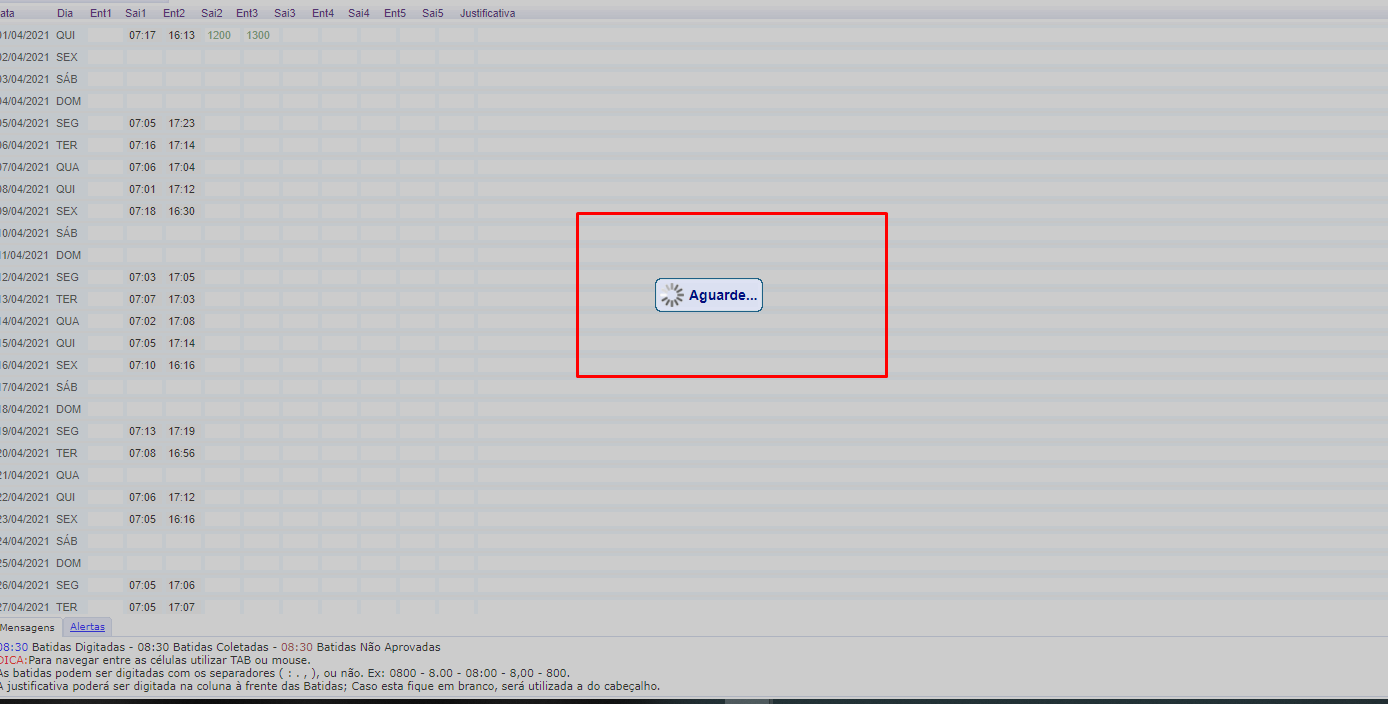 ata Dia Ent1 Sai1 Ent2 Sai2 Ent3 Sai3 Ent4 Sai4 Ent5 Sai5 Justificativa
01/04/2021 QUI 07:17 16:13 1200 1300
02/04/2021 SEX
03/04/2021 SÁB
04/04/2021 DOM
05/04/2021 SEG 07:05 17:23
06/04/2021 TER 07:16 17:14
07/04/2021 QUA 07:06 17:04
08/04/2021 QUI 07:01 17:12
09/04/2021 SEX 07:18 16:30
10/04/2021 SÁB
11/04/2021 DOM
12/04/2021 SEG 07:03 17:05
Aguarde...
13/04/2021 TER 07:07 17:03
14/04/2021 QUA 07:02 17:08
15/04/2021 QUI 07:05 17:14
16/04/2021 SEX 07:10 16:16
17/04/2021 SÁB
18/04/2021 DOM
19/04/2021 SEG 07:13 17:19
20/04/2021 TER 07:08 16:56
21/04/2021 QUA
22/04/2021 QUI 07:06 17:12
23/04/2021 SEX 07:05 16:16
24/04/2021 SÁB
25/04/2021 DOM
26/04/2021 SEG 07:05 17:06
27/04/2021 TER 07:05 17:07
Mensagens Alertas
08:30 Batidas Digitadas - 08:30 Batidas Coletadas - 08:30 Batidas Não Aprovadas
DICA:Para navegar entre as células utilizar TAB ou mouse.
As batidas podem ser digitadas com os separadores ( : . , ), ou não. Ex: 0800 - 8.00 - 08:00 - 8,00 - 800.
A justificativa poderá ser digitada na coluna à frente das Batidas; Caso esta fique em branco, será utilizada a do cabeçalho.